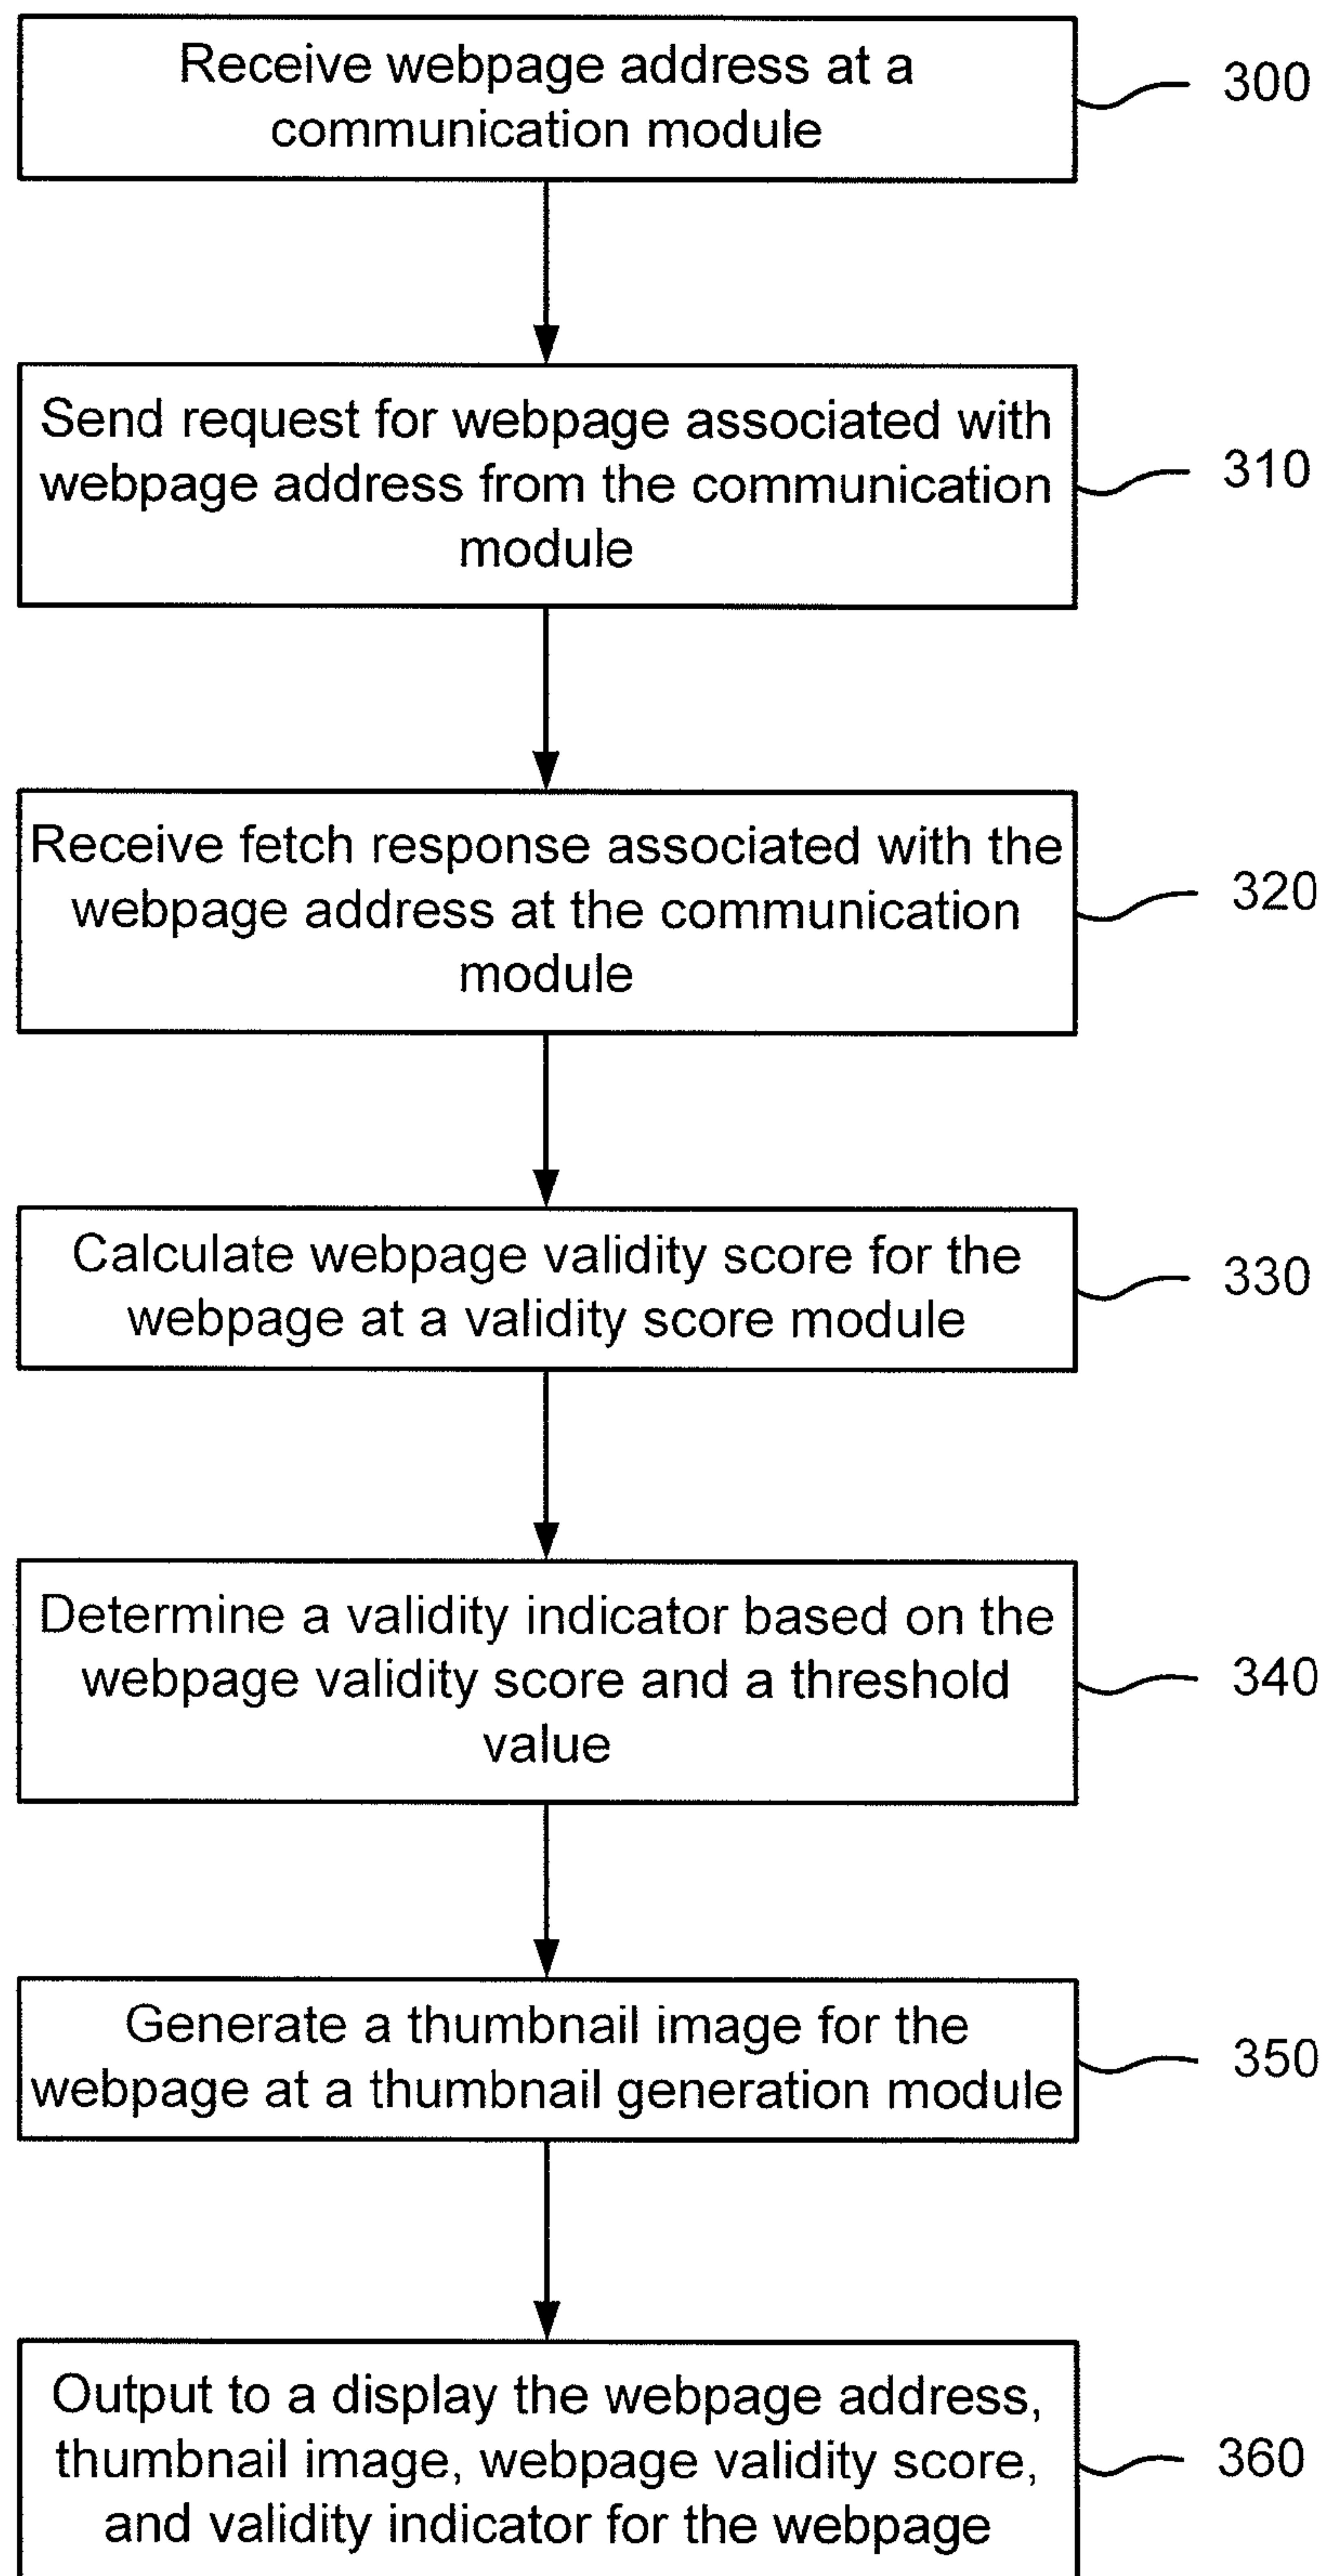 Receive webpage address at a
communication module
300
Send request for webpage associated with
webpage address from the communication
module
310
Receive fetch response associated with the
webpage address at the communication
module
320
Calculate webpage validity score for the
webpage at a validity score module
330
Determine a validity indicator based on the
webpage validity score and a threshold
value
340
Generate a thumbnail image for the
webpage at a thumbnail generation module
350
Output to a display the webpage address,
thumbnail image, webpage validity score,
and validity indicator for the webpage
360